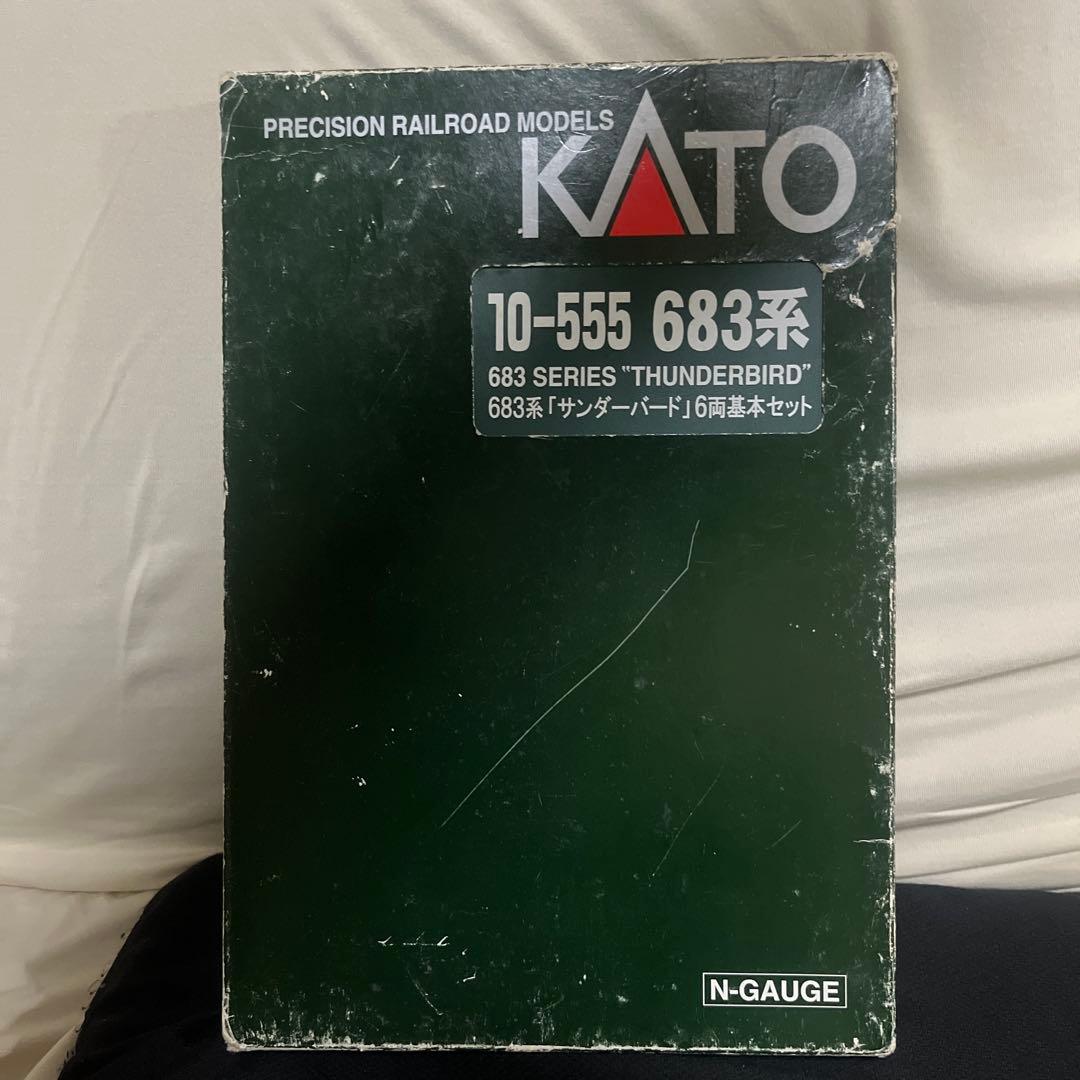 PRECISION RAILROAD MODELS
KATO
10-555 683系
683 SERIES "THUNDERBIRD"
683系「サンダーバード」6両基本セット
N-GAUGE